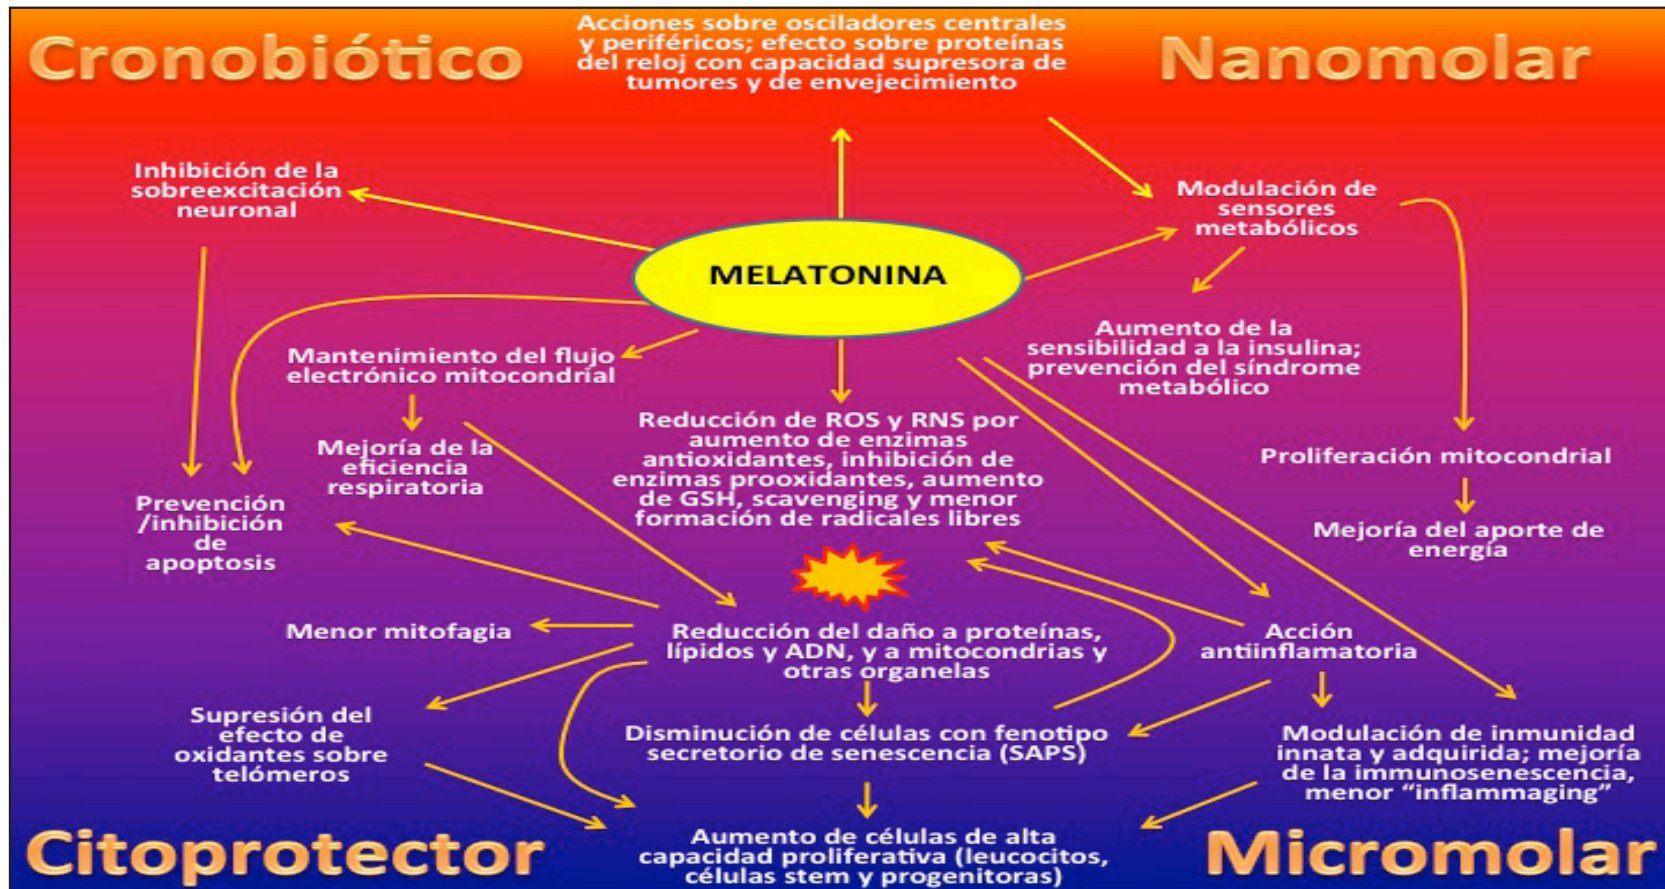 Cronobiótico
Acciones sobre osciladores centrales
y periféricos; efecto sobre proteínas
del reloj con capacidad supresora de
tumores y de envejecimiento
Nanomolar
Inhibición de la
sobreexcitación
neuronal
Modulación de
sensores
metabólicos
MELATONINA
Mantenimiento del flujo
electrónico mitocondrial
Aumento de la
sensibilidad a la insulina;
prevención del síndrome
metabólico
Mejoría de la
eficiencia
respiratoria
Reducción de ROS y RNS por
aumento de enzimas
antioxidantes, inhibición de
enzimas prooxidantes, aumento
de GSH, scavenging y menor
formación de radicales libres
Proliferación mitocondrial
Prevención
/inhibición
de
apoptosis
Mejoría del aporte de
energía
Menor mitofagia
Reducción del daño a proteínas,
lípidos y ADN, y a mitocondrias y
otras organelas
Acción
antiinflamatoria
Supresión del
efecto de
oxidantes sobre
telómeros
Disminución de células con fenotipo
secretorio de senescencia (SAPS)
Modulación de inmunidad
innata y adquirida; mejoría
de la immunosenescencia,
menor “inflammaging”
Citoprotector
Aumento de células de alta
capacidad proliferativa (leucocitos,
células stem y progenitoras)
Micromolar